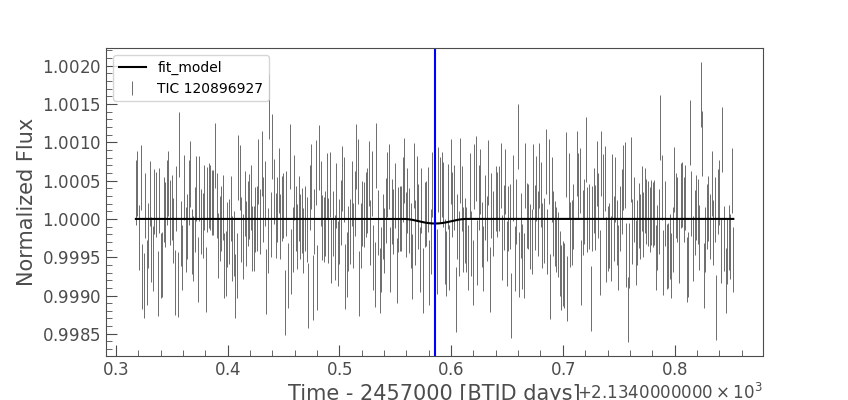 fit_model
TIC 120896927
1.0020
1.0015
1.0010
1.0005
1.0000
0.9995
0.9990
0.9985
Normalized Flux
0.3 0.4 0.5 0.6 0.7 0.8
Time - 2457000 [BTJD days]
+2.1340000000 × 10³